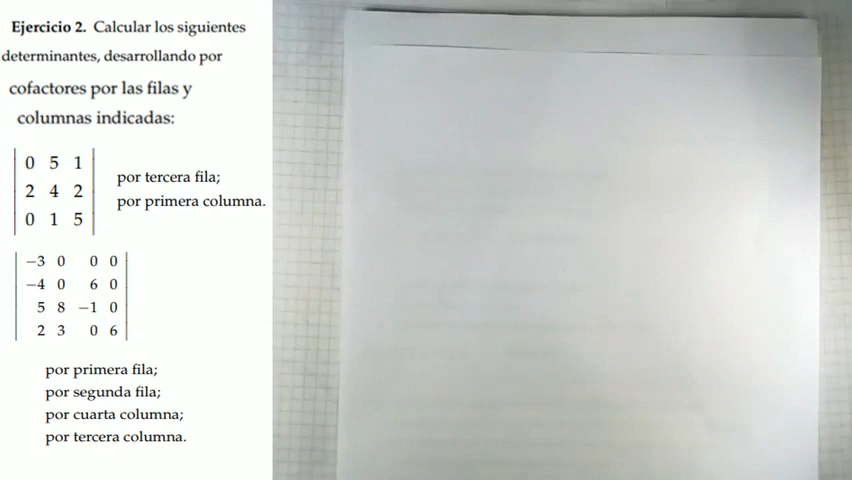 Ejercicio 2. Calcular los siguientes
determinantes, desarrollando por
cofactores por las filas y
columnas indicadas:
0 5 1
2 4 2
0 1 5
por tercera fila;
por primera columna.
−3 0 0 0
−4 0 6 0
5 8 −1 0
2 3 0 6
por primera fila;
por segunda fila;
por cuarta columna;
por tercera columna.